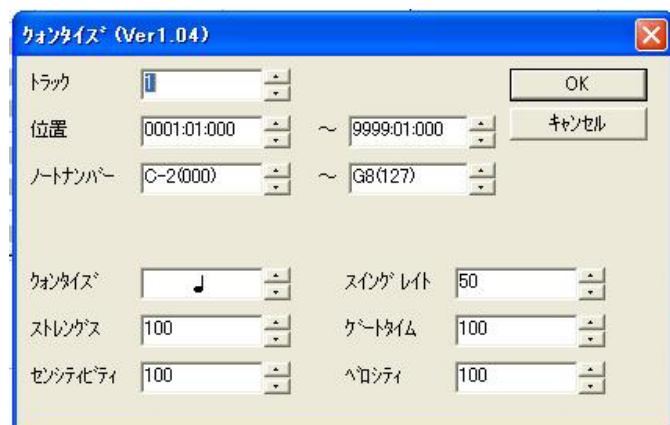 クォンタイズ (Ver1.04)
トラック 1 OK
位置 0001:01:000 ～ 9999:01:000 キャンセル
ノートナンバー C-2(000) ～ G8(127)
クォンタイズ ♩ スイングレイト 50
ストレングス 100 ゲートタイム 100
センシティビティ 100 ベロシティ 100